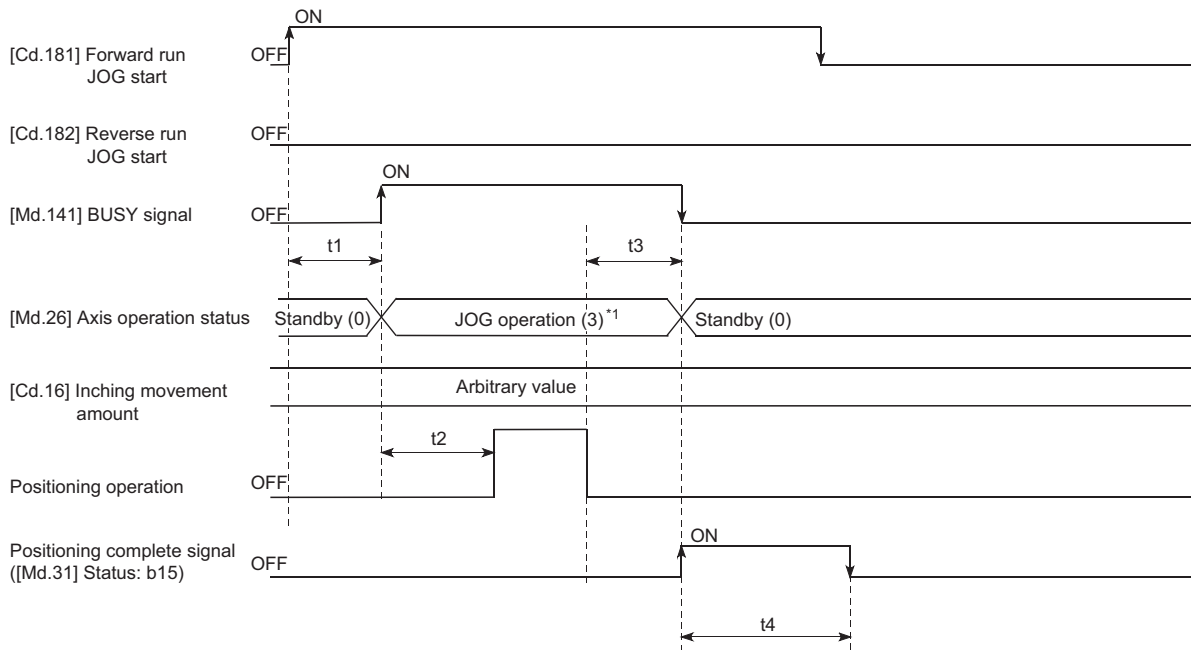 ON
[Cd.181] Forward run
JOG start
OFF
[Cd.182] Reverse run
JOG start
OFF
ON
[Md.141] BUSY signal
OFF
t1
t3
[Md.26] Axis operation status
Standby (0)
JOG operation (3)*1
Standby (0)
[Cd.16] Inching movement
amount
Arbitrary value
t2
Positioning operation
OFF
Positioning complete signal
([Md.31] Status: b15)
OFF
ON
t4